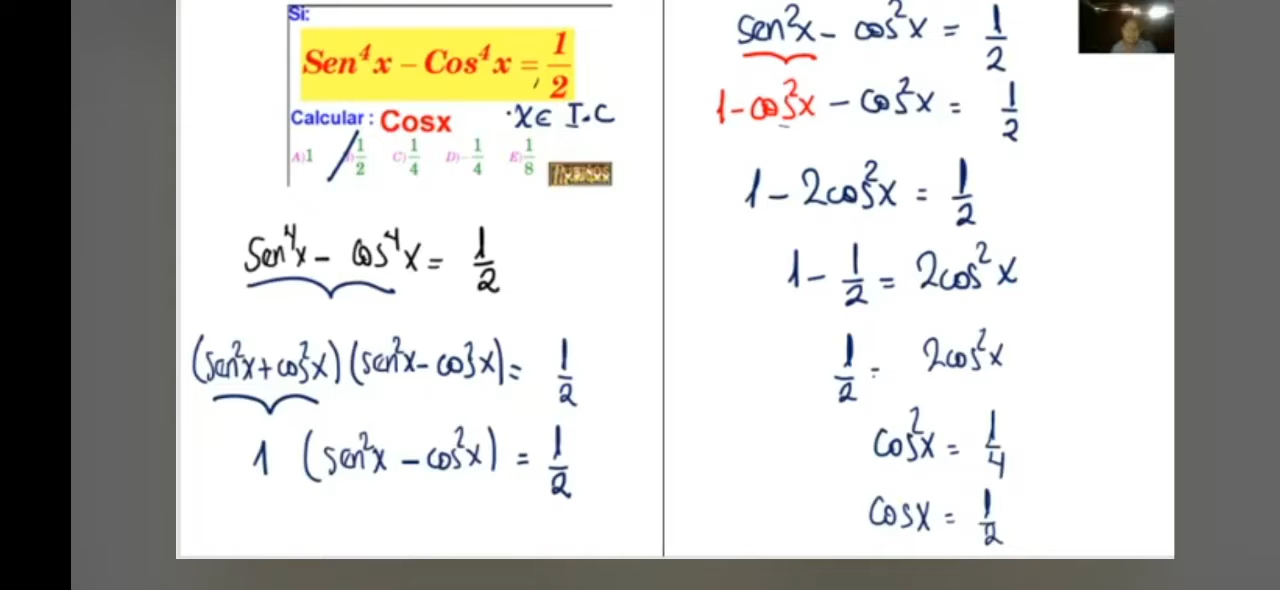 Si:
Sen⁴x − Cos⁴x = 1/2
Calcular : Cosx · x ∈ I.C
A) 1 1/2 C) 1/4 D) -1/4 E) 1/8
Sen⁴x − cos⁴x = 1/2
(sen²x + cos²x) (sen²x − cos²x) = 1/2
1 (sen²x − cos²x) = 1/2
sen²x − cos²x = 1/2
1 − cos²x − cos²x = 1/2
1 − 2cos²x = 1/2
1 − 1/2 = 2cos²x
1/2 = 2cos²x
cos²x = 1/4
cosx = 1/2